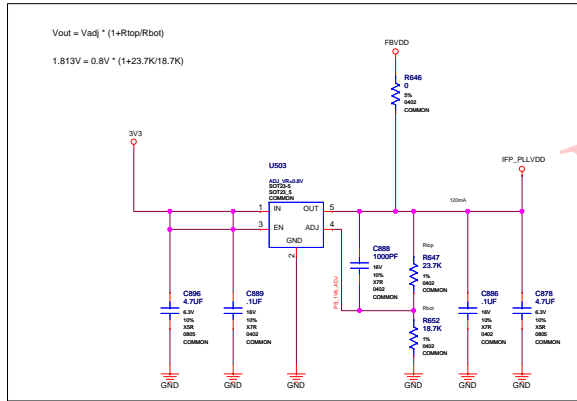 Vout = Vadj * (1+Rtop/Rbot)
1.813V = 0.8V * (1+23.7K/18.7K)
FBVDD
R646
0
5%
0402
COMMON
3V3
IFP_PLLVDD
U503
ADJ_VR=0.8V
SOT23-5
SOT23_5
COMMON
1 IN OUT 5
3 EN ADJ 4
GND
2
120mA
PS_1V8_ADJ
C888
1000PF
16V
10%
X7R
0402
COMMON
Rtop
R647
23.7K
1%
0402
COMMON
Rbot
R652
18.7K
1%
0402
COMMON
C896
4.7UF
6.3V
10%
X5R
0805
COMMON
C889
.1UF
16V
10%
X7R
0402
COMMON
C886
.1UF
16V
10%
X7R
0402
COMMON
C878
4.7UF
6.3V
10%
X5R
0805
COMMON
GND GND GND GND GND GND